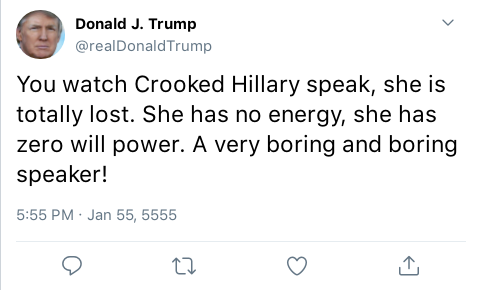 Donald J. Trump
@realDonaldTrump
You watch Crooked Hillary speak, she is
totally lost. She has no energy, she has
zero will power. A very boring and boring
speaker!
5:55 PM · Jan 55, 5555